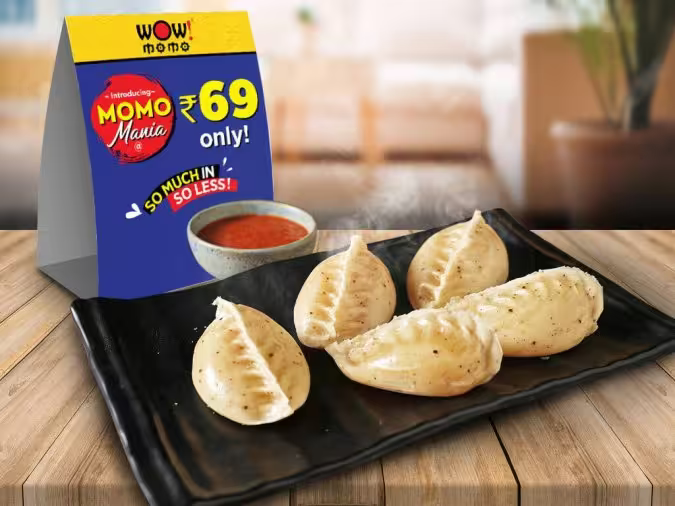 WOW!
MOMO
~ Introducing ~
MOMO
Mania
@
₹69
only!
SO MUCH IN
SO LESS!